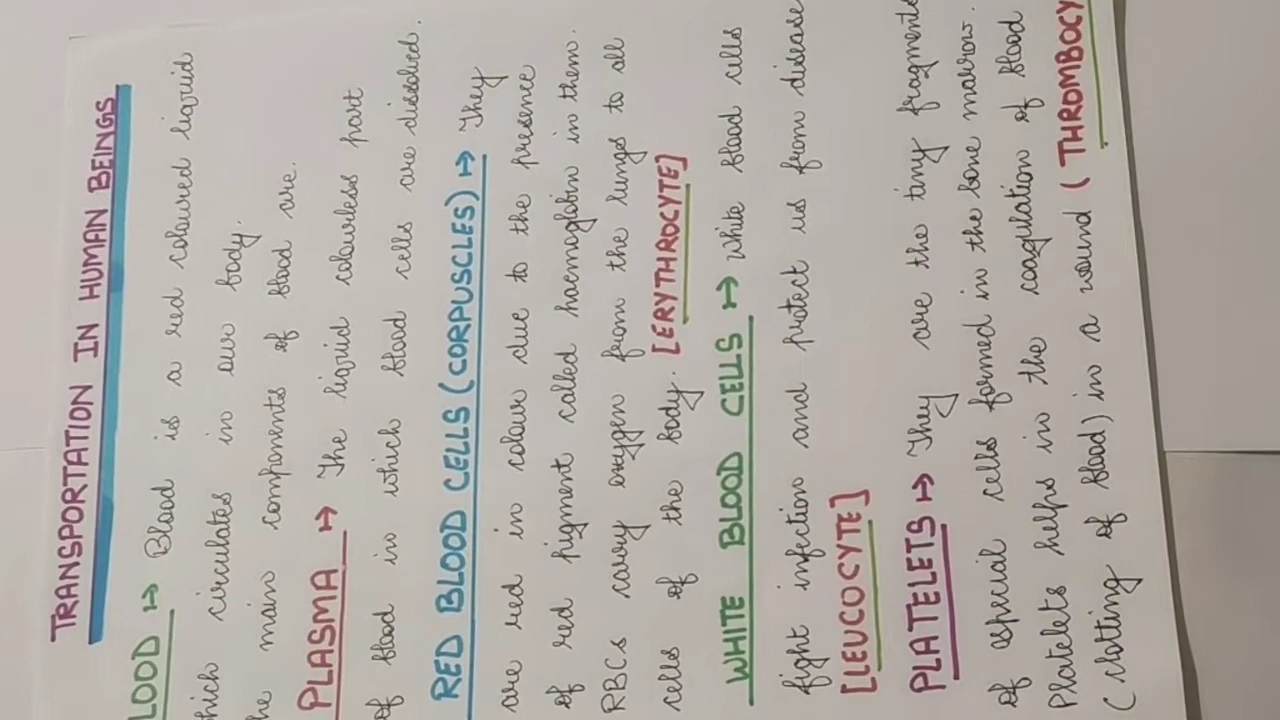 TRANSPORTATION IN HUMAN BEINGS
LOOD ↦ Blood is a red coloured liquid
hich circulates in our body.
he main components of blood are.
PLASMA ↦ The liquid colourless part
of blood in which blood cells are dissolved.
RED BLOOD CELLS (CORPUSCLES) ↦ They
are red in colour due to the presence
of red pigment called haemoglobin in them.
RBCs carry oxygen from the lungs to all
cells of the body. [ERYTHROCYTE]
WHITE BLOOD CELLS ↦ White blood cells
fight infection and protect us from disease
[LEUCOCYTE]
PLATELETS ↦ They are the tiny fragments
of special cells formed in the bone marrow.
Platelets helps in the coagulation of blood
(clotting of blood) in a wound (THROMBOCY